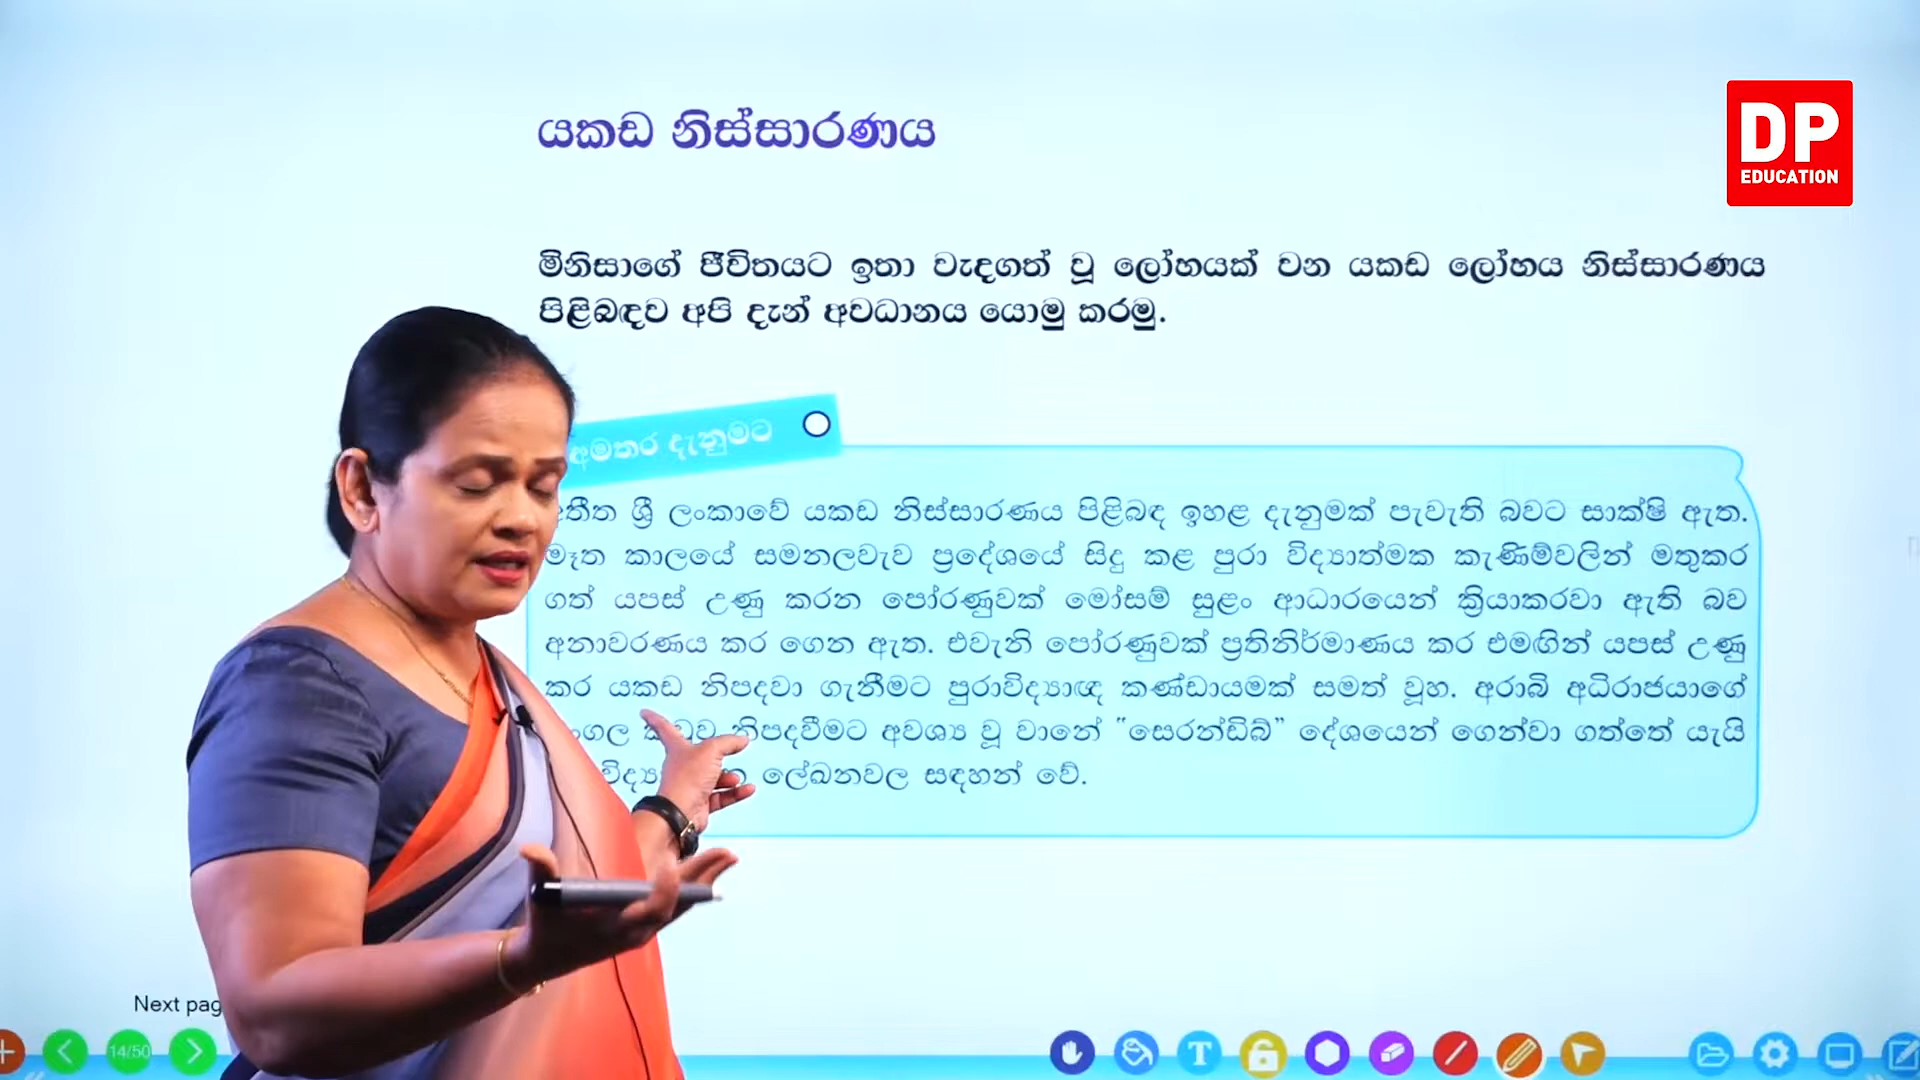 යකඩ නිස්සාරණය
DP
EDUCATION
මිනිසාගේ ජීවිතයට ඉතා වැදගත් වූ ලෝහයක් වන යකඩ ලෝහය නිස්සාරණය
පිළිබඳව අපි දැන් අවධානය යොමු කරමු.
අමතර දැනුමට
ශ්‍රී ලංකාවේ යකඩ නිස්සාරණය පිළිබඳ ඉහළ දැනුමක් පැවැති බවට සාක්ෂි ඇත.
මෑත කාලයේ සමනලවැව ප්‍රදේශයේ සිදු කළ පුරා විද්‍යාත්මක කැණිම්වලින් මතුකර
ගත් යපස් උණු කරන පෝරණුවක් මෝසම් සුළං ආධාරයෙන් ක්‍රියාකරවා ඇති බව
අනාවරණය කර ගෙන ඇත. එවැනි පෝරණුවක් ප්‍රතිනිර්මාණය කර එමඟින් යපස් උණු
කර යකඩ නිපදවා ගැනීමට පුරාවිද්‍යාඥ කණ්ඩායමක් සමත් වූහ. අරාබි අධිරාජයාගේ
නිපදවීමට අවශ්‍ය වූ වානේ "සෙරන්ඩිබ්" දේශයෙන් ගෙන්වා ගත්තේ යැයි
ලේඛනවල සඳහන් වේ.
Next pag
14/50
T